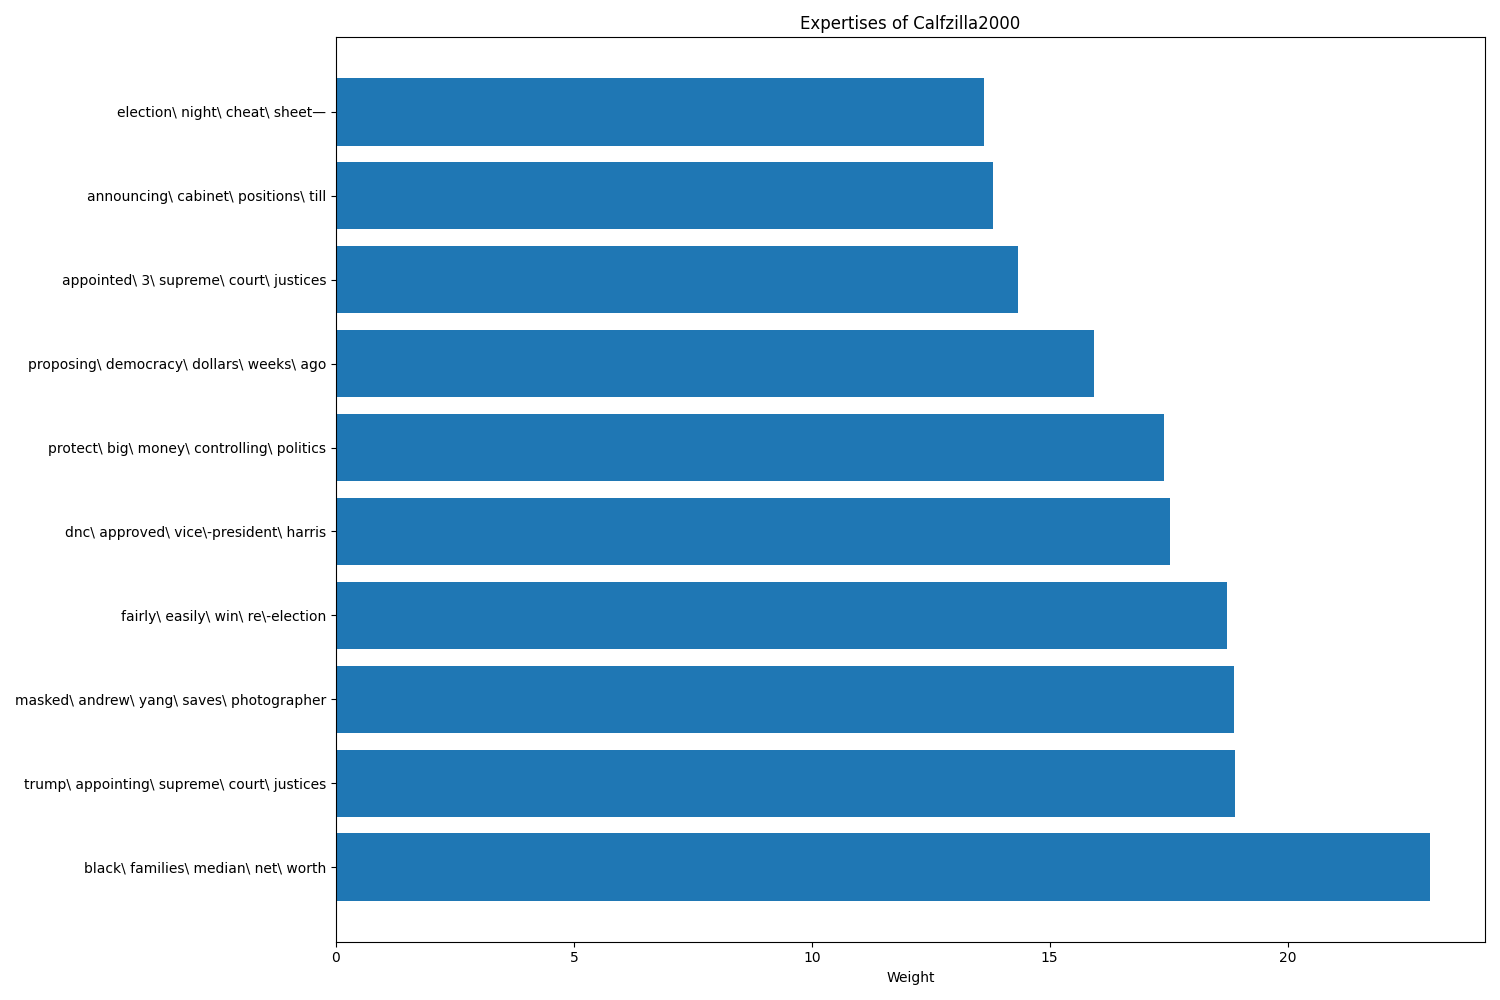 Expertises of Calfzilla2000
election\ night\ cheat\ sheet—
announcing\ cabinet\ positions\ till
appointed\ 3\ supreme\ court\ justices
proposing\ democracy\ dollars\ weeks\ ago
protect\ big\ money\ controlling\ politics
dnc\ approved\ vice\-president\ harris
fairly\ easily\ win\ re\-election
masked\ andrew\ yang\ saves\ photographer
trump\ appointing\ supreme\ court\ justices
black\ families\ median\ net\ worth
0 5 10 15 20
Weight